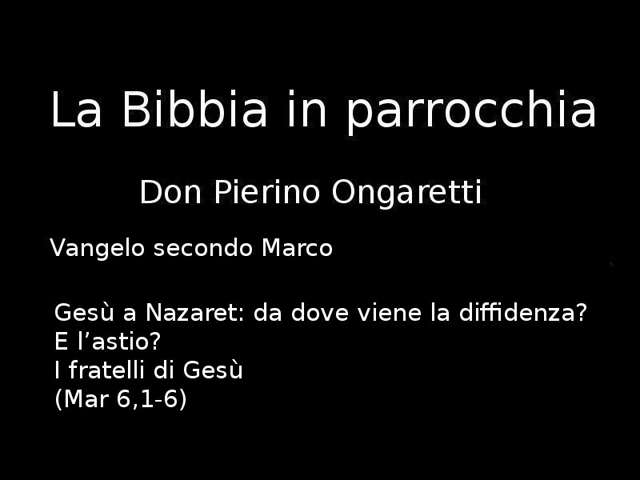 La Bibbia in parrocchia
Don Pierino Ongaretti
Vangelo secondo Marco
Gesù a Nazaret: da dove viene la diffidenza?
E l’astio?
I fratelli di Gesù
(Mar 6,1-6)